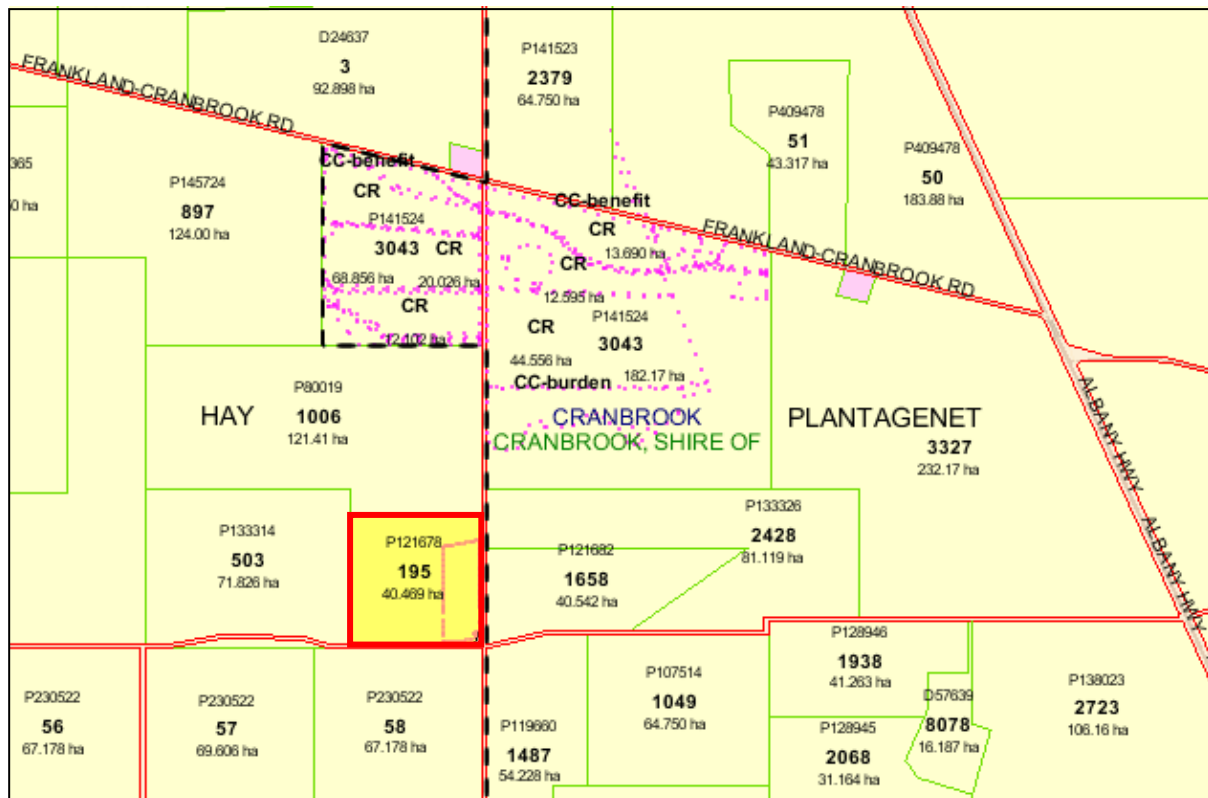 D24637
3
92.898 ha
P141523
2379
64.750 ha
FRANKLAND-CRANBROOK RD
P409478
51
43.317 ha
P409478
50
183.88 ha
365
0 ha
P145724
897
124.00 ha
CC-benefit
CR
P141524
3043
CR
68.856 ha
20.026 ha
CR
12.102 ha
CC-benefit
CR
13.690 ha
CR
12.595 ha
CR
P141524
3043
44.556 ha
182.17 ha
CC-burden
FRANKLAND-CRANBROOK RD
P80019
1006
121.41 ha
HAY
CRANBROOK
CRANBROOK, SHIRE OF
PLANTAGENET
3327
232.17 ha
ALBANY HWY
ALBANY HWY
P133314
503
71.826 ha
P121678
195
40.469 ha
P121682
1658
40.542 ha
P133326
2428
81.119 ha
P230522
56
67.178 ha
P230522
57
69.606 ha
P230522
58
67.178 ha
P119660
1487
54.228 ha
P107514
1049
64.750 ha
P128946
1938
41.263 ha
P128945
2068
31.164 ha
D57639
8078
16.187 ha
P138023
2723
106.16 ha